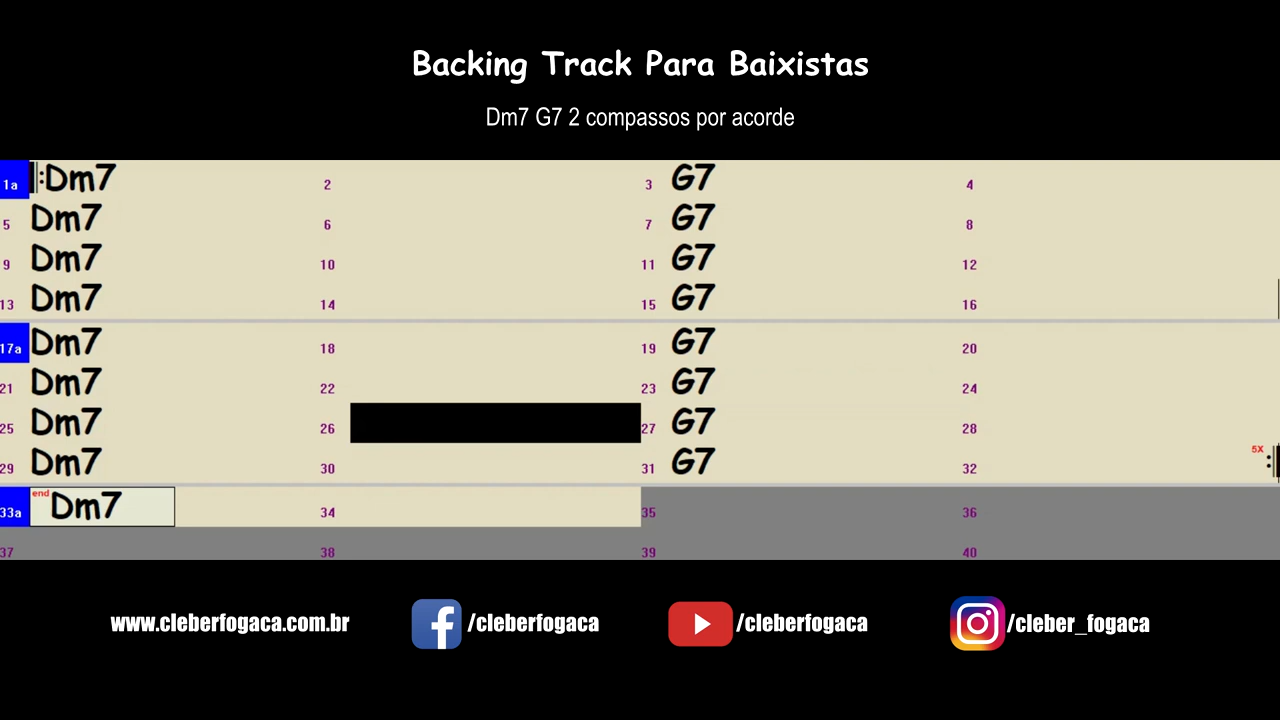 Backing Track Para Baixistas
Dm7 G7 2 compassos por acorde
1a Dm7 2 3 G7 4
5 Dm7 6 7 G7 8
9 Dm7 10 11 G7 12
13 Dm7 14 15 G7 16
17a Dm7 18 19 G7 20
21 Dm7 22 23 G7 24
25 Dm7 26 27 G7 28
29 Dm7 30 31 G7 32 5X
33a end Dm7 34 35 36
37 38 39 40
www.cleberfogaca.com.br /cleberfogaca /cleberfogaca /cleber_fogaca